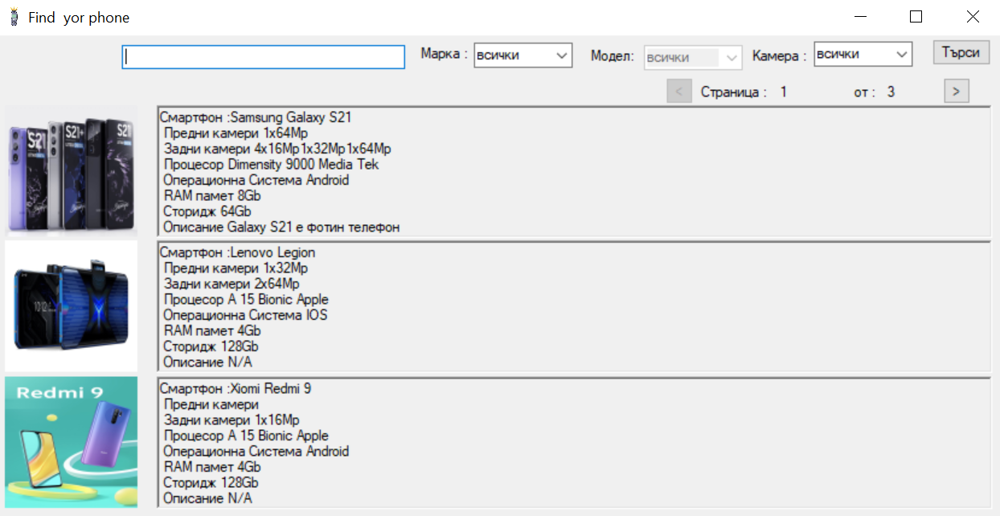 Find  yor phone
Марка : всички Модел: всички Камера : всички Търси
< Страница : 1 от : 3 >
S21 S21+ S21
Смартфон :Samsung Galaxy S21
Предни камери 1x64Mp
Задни камери 4x16Mp1x32Mp1x64Mp
Процесор Dimensity 9000 Media Tek
Операционна Система Android
RAM памет 8Gb
Сторидж 64Gb
Описание Galaxy S21 е фотин телефон
Смартфон :Lenovo Legion
Предни камери 1x32Mp
Задни камери 2x64Mp
Процесор A 15 Bionic Apple
Операционна Система IOS
RAM памет 4Gb
Сторидж 128Gb
Описание N/A
Redmi 9
Смартфон :Xiomi Redmi 9
Предни камери
Задни камери 1x16Mp
Процесор A 15 Bionic Apple
Операционна Система Android
RAM памет 4Gb
Сторидж 128Gb
Описание N/A